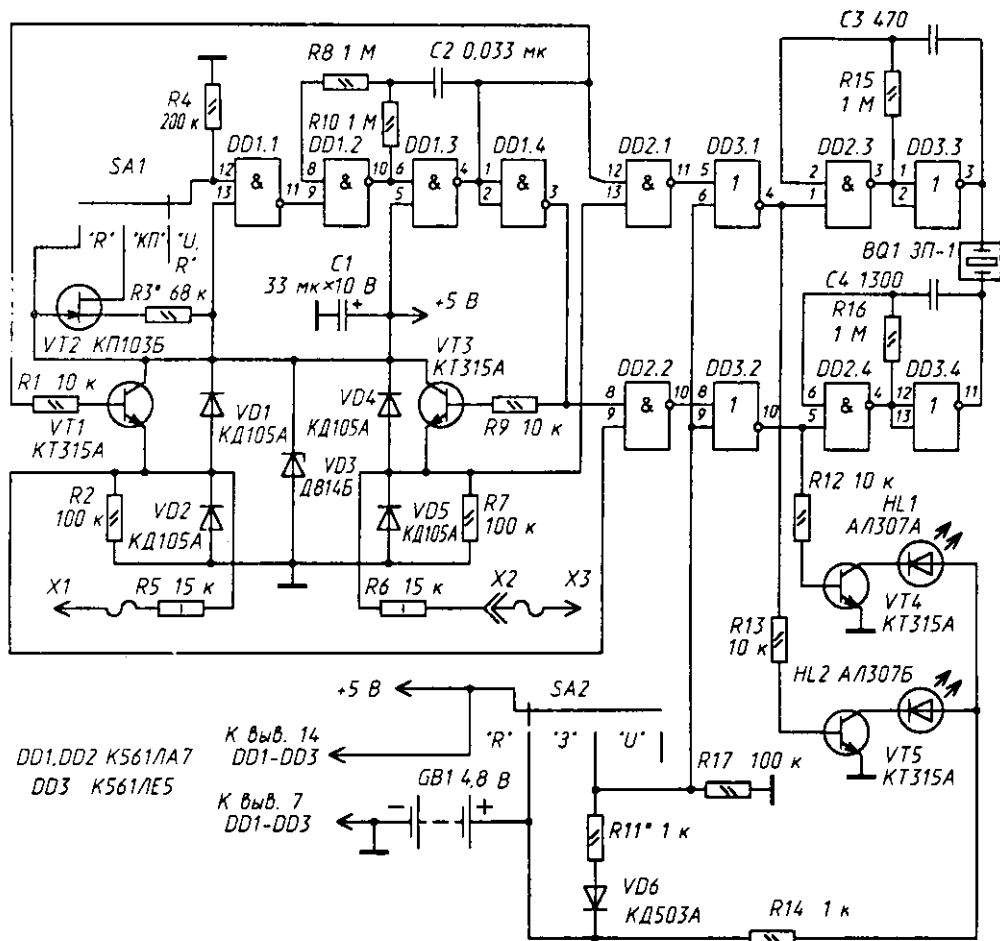 C3 470
R8 1 М
C2 0,033 мк
R15
1 М
R4
200 к
R10 1 М
DD1.1
DD1.2
DD1.3
DD1.4
DD2.1
DD3.1
DD2.3
DD3.3
SA1
12
13
&
11
8
9
&
10
6
5
&
4
1
2
&
3
12
13
&
11
5
6
1
4
2
1
&
3
1
2
1
3
"R"
"КП"
"U,
R"
C1
33 мк×10 В
BQ1 ЗП-1
C4 1300
R3* 68 к
+5 В
R16
1 М
VT2 КП103Б
VT3
КТ315А
DD2.2
DD3.2
DD2.4
DD3.4
R1 10 к
VT1
КТ315А
VD1
КД105А
VD4
КД105А
R9 10 к
8
9
&
10
8
9
1
10
6
5
&
4
12
13
1
11
VD3
Д814Б
R2
100 к
VD2
КД105А
VD5
КД105А
R7
100 к
R12 10 к
HL1
АЛ307А
X1
R5 15 к
R6 15 к
X2
X3
VT4
КТ315А
R13
10 к
HL2 АЛ307Б
+5 В
SA2
"R"
"З"
"U"
VT5
КТ315А
К выв. 14
DD1-DD3
DD1,DD2 К561ЛА7
DD3 К561ЛЕ5
R17 100 к
К выв. 7
DD1-DD3
GB1 4,8 В
−
+
R11* 1 к
VD6
КД503А
R14 1 к